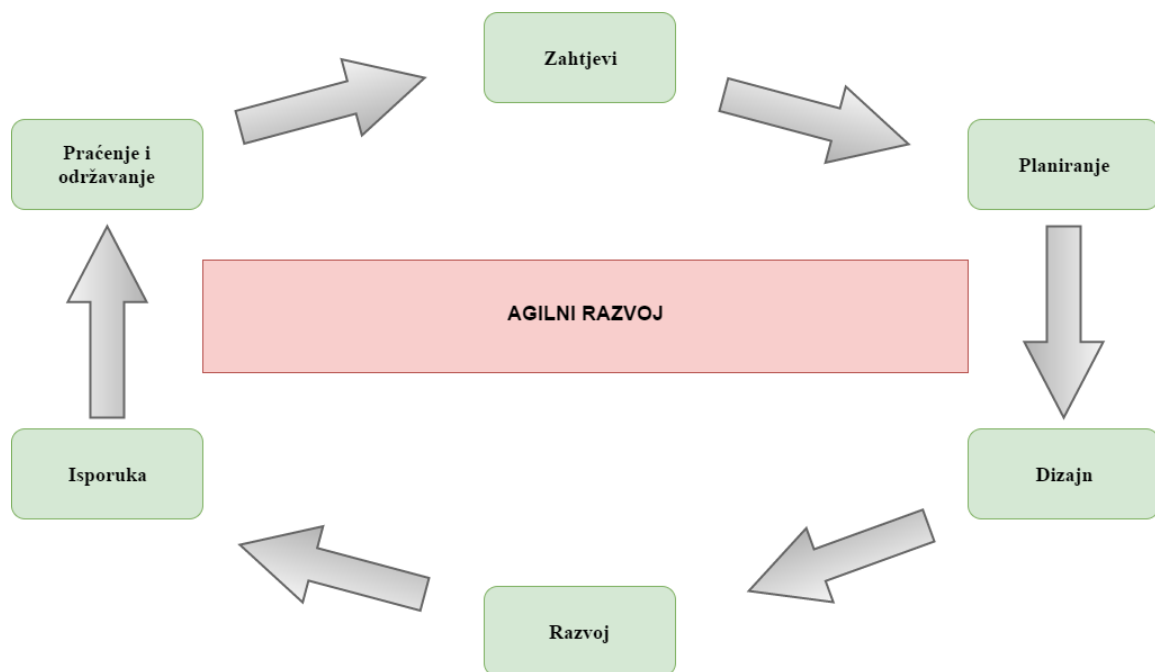 Zahtjevi
Praćenje i
održavanje
Planiranje
AGILNI RAZVOJ
Isporuka
Dizajn
Razvoj